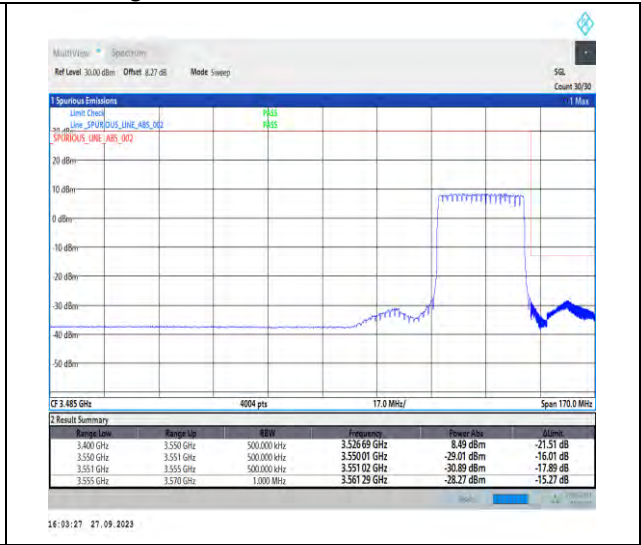 MultiView Spectrum
Ref Level 30.00 dBm Offset 8.27 dB Mode Sweep SGL
Count 30/30
1 Spurious Emissions 1 Max
Limit Check PASS
Line _SPURIOUS_LINE_ABS_002 PASS
_SPURIOUS_LINE_ABS_002
20 dBm
10 dBm
0 dBm
-10 dBm
-20 dBm
-30 dBm
-40 dBm
-50 dBm
CF 3.485 GHz 4004 pts 17.0 MHz/ Span 170.0 MHz
2 Result Summary
Range Low Range Up RBW Frequency Power Abs ΔLimit
3.400 GHz 3.550 GHz 500.000 kHz 3.526 69 GHz 8.49 dBm -21.51 dB
3.550 GHz 3.551 GHz 500.000 kHz 3.550 01 GHz -29.01 dBm -16.01 dB
3.551 GHz 3.555 GHz 500.000 kHz 3.551 02 GHz -30.89 dBm -17.89 dB
3.555 GHz 3.570 GHz 1.000 MHz 3.561 29 GHz -28.27 dBm -15.27 dB
16:03:27 27.09.2023